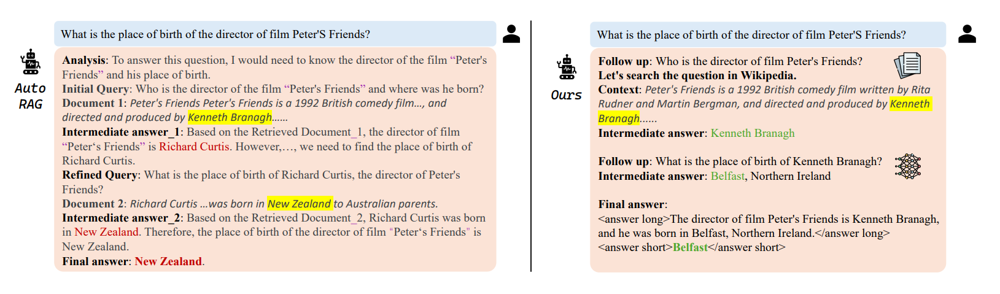 What is the place of birth of the director of film Peter'S Friends?
Auto
RAG
Analysis: To answer this question, I would need to know the director of the film “Peter's
Friends” and his place of birth.
Initial Query: Who is the director of the film “Peter's Friends” and where was he born?
Document 1: Peter's Friends Peter's Friends is a 1992 British comedy film..., and
directed and produced by Kenneth Branagh......
Intermediate answer_1: Based on the Retrieved Document_1, the director of film
“Peter‘s Friends” is Richard Curtis. However,…, we need to find the place of birth of
Richard Curtis.
Refined Query: What is the place of birth of Richard Curtis, the director of Peter's
Friends?
Document 2: Richard Curtis ...was born in New Zealand to Australian parents.
Intermediate answer_2: Based on the Retrieved Document_2, Richard Curtis was born
in New Zealand. Therefore, the place of birth of the director of film “Peter‘s Friends” is
New Zealand.
Final answer: New Zealand.
What is the place of birth of the director of film Peter'S Friends?
Ours
Follow up: Who is the director of film Peter's Friends?
Let's search the question in Wikipedia.
Context: Peter's Friends is a 1992 British comedy film written by Rita
Rudner and Martin Bergman, and directed and produced by Kenneth
Branagh......
Intermediate answer: Kenneth Branagh
Follow up: What is the place of birth of Kenneth Branagh?
Intermediate answer: Belfast, Northern Ireland
Final answer:
<answer long>The director of film Peter's Friends is Kenneth Branagh,
and he was born in Belfast, Northern Ireland.</answer long>
<answer short>Belfast</answer short>